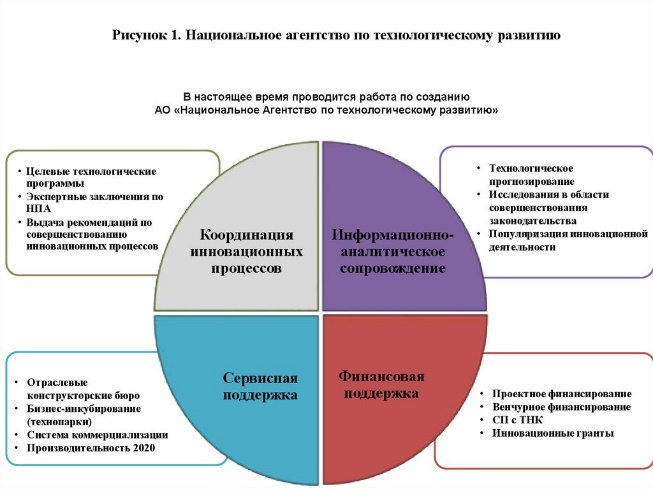 Рисунок 1. Национальное агентство по технологическому развитию
В настоящее время проводится работа по созданию
АО «Национальное Агентство по технологическому развитию»
• Целевые технологические
программы
• Экспертные заключения по
НПА
• Выдача рекомендаций по
совершенствованию
инновационных процессов
• Технологическое
прогнозирование
• Исследования в области
совершенствования
законодательства
• Популяризация инновационной
деятельности
Координация
инновационных
процессов
Информационно-
аналитическое
сопровождение
Сервисная
поддержка
Финансовая
поддержка
• Отраслевые
конструкторские бюро
• Бизнес-инкубирование
(технопарки)
• Система коммерциализации
• Производительность 2020
• Проектное финансирование
• Венчурное финансирование
• СП с ТНК
• Инновационные гранты